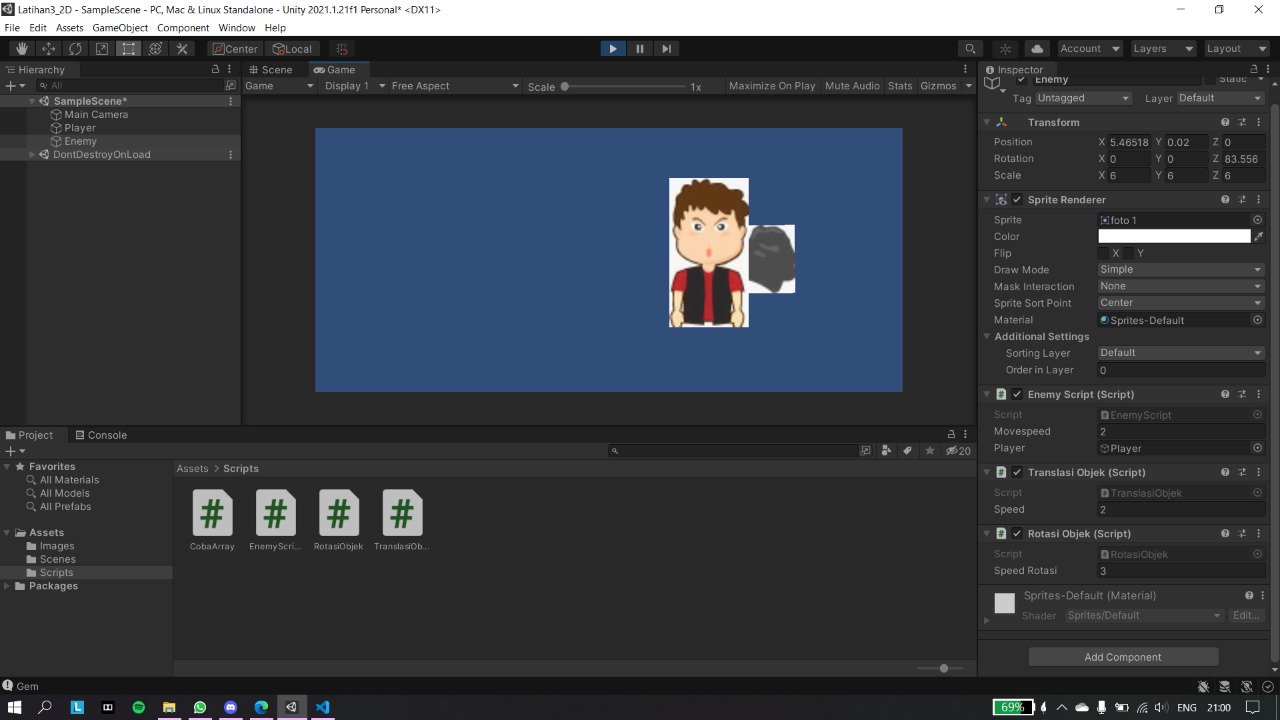 Latihan3_2D - SampleScene - PC, Mac & Linux Standalone - Unity 2021.1.21f1 Personal* <DX11>
File Edit Assets GameObject Component Window Help
Center Local Account Layers Layout
Hierarchy
All
SampleScene*
Main Camera
Player
Enemy
DontDestroyOnLoad
Scene Game
Game Display 1 Free Aspect Scale 1x Maximize On Play Mute Audio Stats Gizmos
Inspector
Enemy Static
Tag Untagged Layer Default
Transform
Position X 5.46518 Y 0.02 Z 0
Rotation X 0 Y 0 Z 83.556
Scale X 6 Y 6 Z 6
Sprite Renderer
Sprite foto 1
Color
Flip X Y
Draw Mode Simple
Mask Interaction None
Sprite Sort Point Center
Material Sprites-Default
Additional Settings
Sorting Layer Default
Order in Layer 0
Enemy Script (Script)
Script EnemyScript
Movespeed 2
Player Player
Translasi Objek (Script)
Script TranslasiObjek
Speed 2
Rotasi Objek (Script)
Script RotasiObjek
Speed Rotasi 3
Sprites-Default (Material)
Shader Sprites/Default Edit...
Add Component
Project Console
20
Favorites
All Materials
All Models
All Prefabs
Assets
Images
Scenes
Scripts
Packages
Assets > Scripts
CobaArray EnemyScri... RotasiObjek TranslasiOb...
Gem
69% ENG 21:00